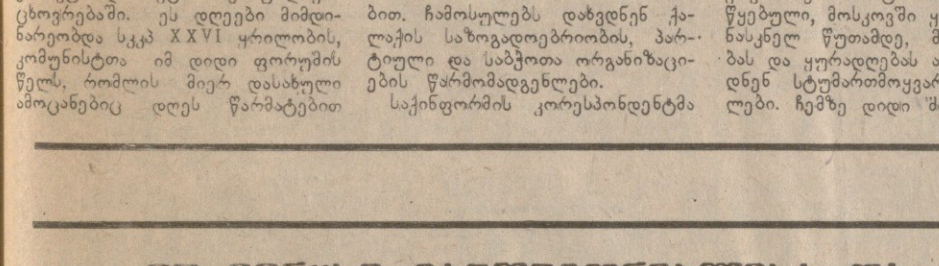 ცხოვრებაში. ეს დღეები მიმდი-
ნარეობდა სკკპ XXVI ყრილობის,
კომუნისტთა იმ დიდი ფორუმის
წელს, რომლის მიერ დასახული
ამოცანებიც დღეს წარმატებით
ბით. ჩამოსულებს დახვდნენ ქა-
ლაქის საზოგადოებრიობის, პარ-
ტიული და საბჭოთა ორგანიზაცი-
ების წარმომადგენლები.
საქინფორმის კორესპონდენტმა
წყებული, მოსკოვში
ნასკნელ წუთამდე,
ბას და ყურადღებას
დნენ სტუმართმოყვარ
ლები. ჩემზე დიდი